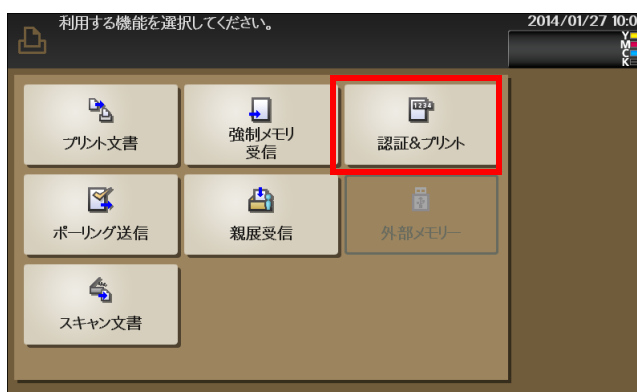 利用する機能を選択してください。
2014/01/27 10:0
Y
M
C
K
プリント文書
強制メモリ
受信
1234
認証&プリント
ポーリング送信
親展受信
外部メモリー
スキャン文書